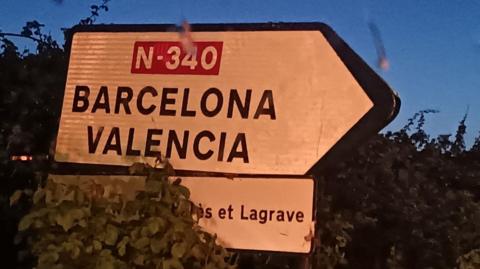 N-340
BARCELONA
VALENCIA
et Lagrave